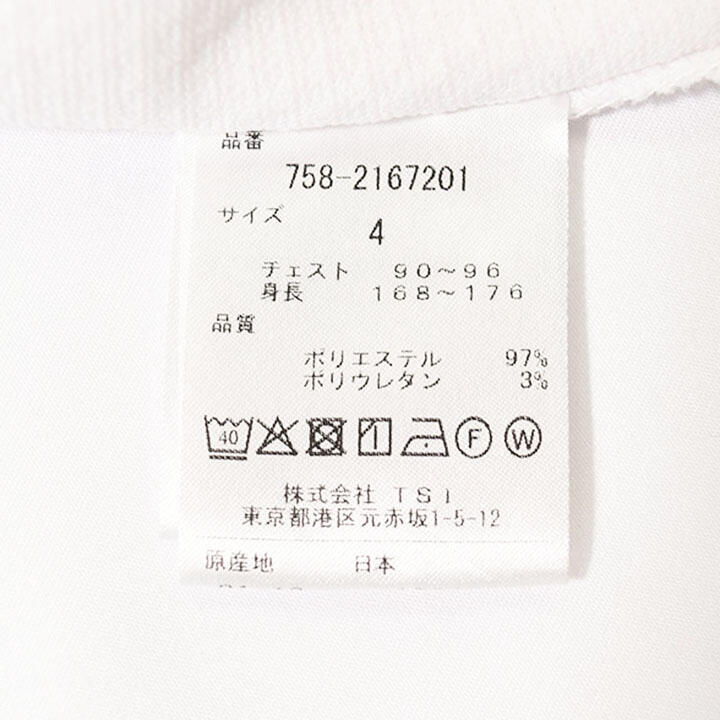 品番
758-2167201
サイズ
4
チェスト 90~96
身長 168~176
品質
ポリエステル 97%
ポリウレタン 3%
40 F W
株式会社 TSI
東京都港区元赤坂1-5-12
原産地 日本